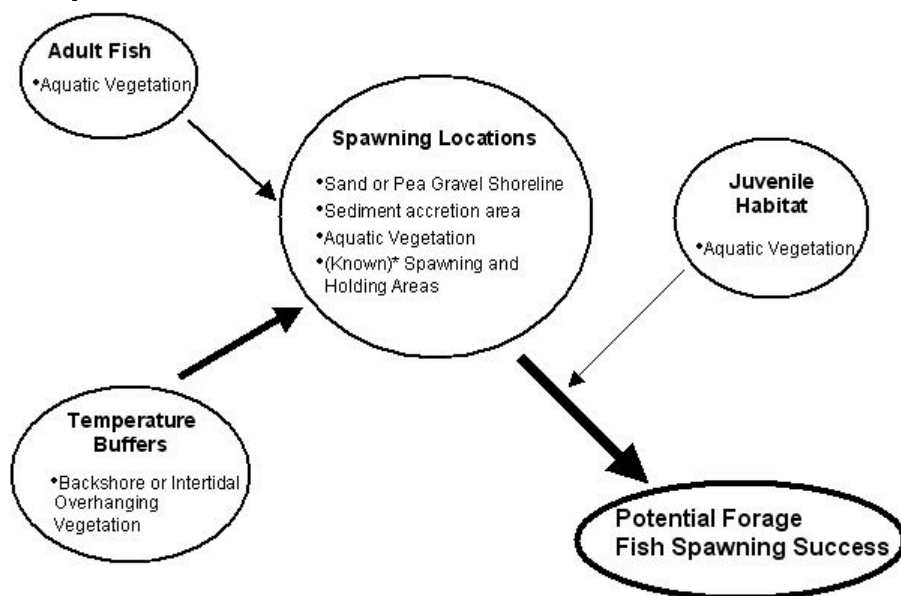 Adult Fish
•Aquatic Vegetation
Spawning Locations
•Sand or Pea Gravel Shoreline
•Sediment accretion area
•Aquatic Vegetation
•(Known)* Spawning and
Holding Areas
Juvenile
Habitat
•Aquatic Vegetation
Temperature
Buffers
•Backshore or Intertidal
Overhanging
Vegetation
Potential Forage
Fish Spawning Success